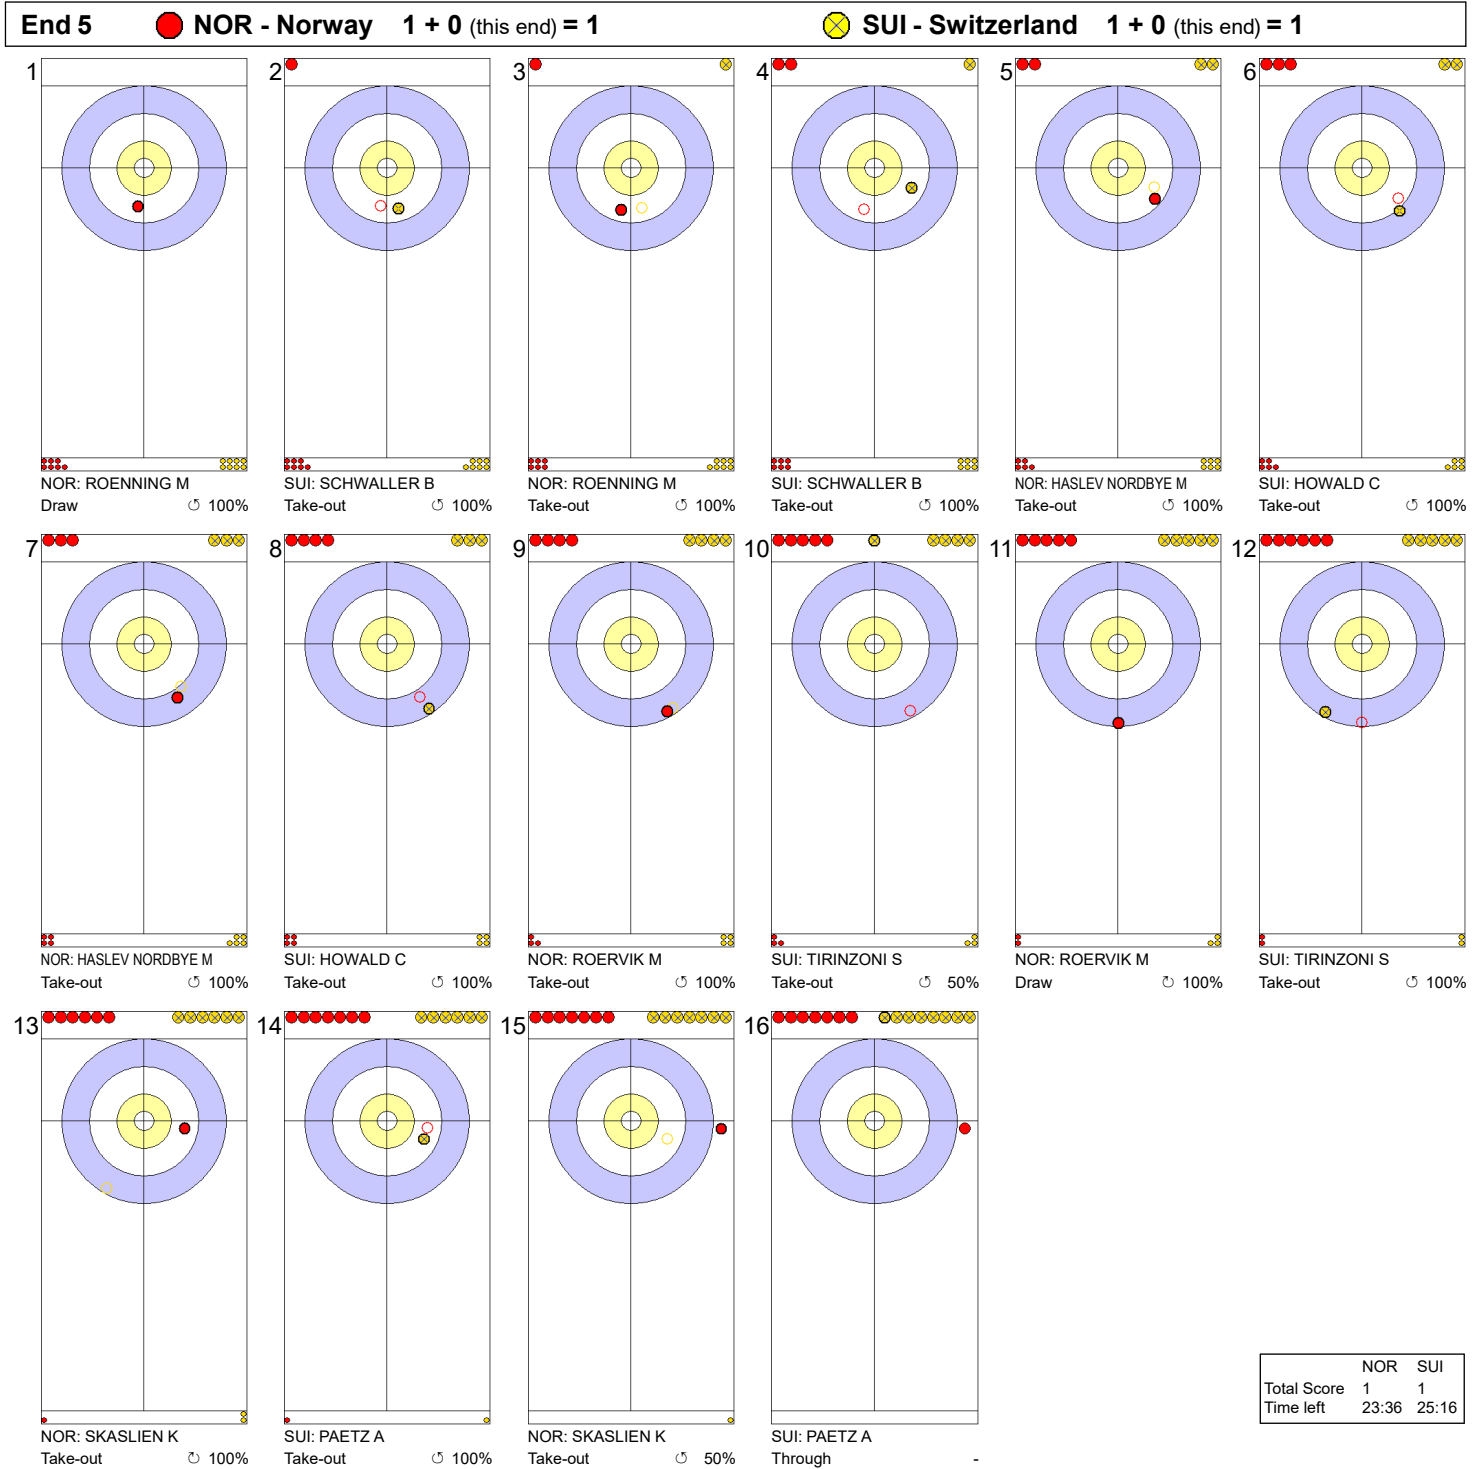 End 5 NOR - Norway 1 + 0 (this end) = 1 SUI - Switzerland 1 + 0 (this end) = 1
1 2 3 4 5 6
NOR: ROENNING M SUI: SCHWALLER B NOR: ROENNING M SUI: SCHWALLER B NOR: HASLEV NORDBYE M SUI: HOWALD C
Draw ↺ 100% Take-out ↺ 100% Take-out ↺ 100% Take-out ↺ 100% Take-out ↺ 100% Take-out ↺ 100%
7 8 9 10 11 12
NOR: HASLEV NORDBYE M SUI: HOWALD C NOR: ROERVIK M SUI: TIRINZONI S NOR: ROERVIK M SUI: TIRINZONI S
Take-out ↺ 100% Take-out ↺ 100% Take-out ↺ 100% Take-out ↺ 50% Draw ↻ 100% Take-out ↺ 100%
13 14 15 16
NOR: SKASLIEN K SUI: PAETZ A NOR: SKASLIEN K SUI: PAETZ A
Take-out ↻ 100% Take-out ↺ 100% Take-out ↺ 50% Through -
NOR SUI
Total Score 1 1
Time left 23:36 25:16